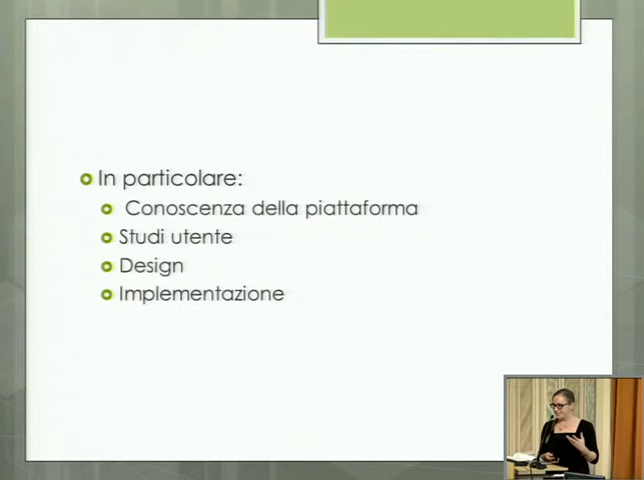 In particolare:
Conoscenza della piattaforma
Studi utente
Design
Implementazione